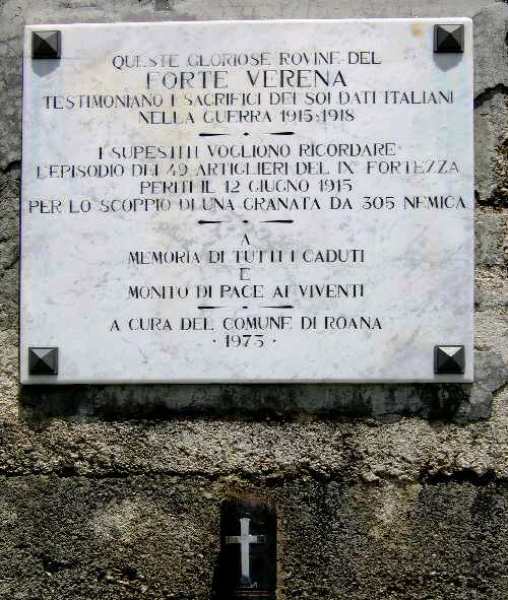 QUESTE GLORIOSE ROVINE DEL
FORTE VERENA
TESTIMONIANO I SACRIFICI DEI SOLDATI ITALIANI
NELLA GUERRA 1915-1918
I SUPESTITI VOGLIONO RICORDARE
L'EPISODIO DEI 49 ARTIGLIERI DEL IX° FORTEZZA
PERITI IL 12 GIUGNO 1915
PER LO SCOPPIO DI UNA GRANATA DA 305 NEMICA
A
MEMORIA DI TUTTI I CADUTI
E
MONITO DI PACE AI VIVENTI
A CURA DEL COMUNE DI ROANA
· 1973 ·